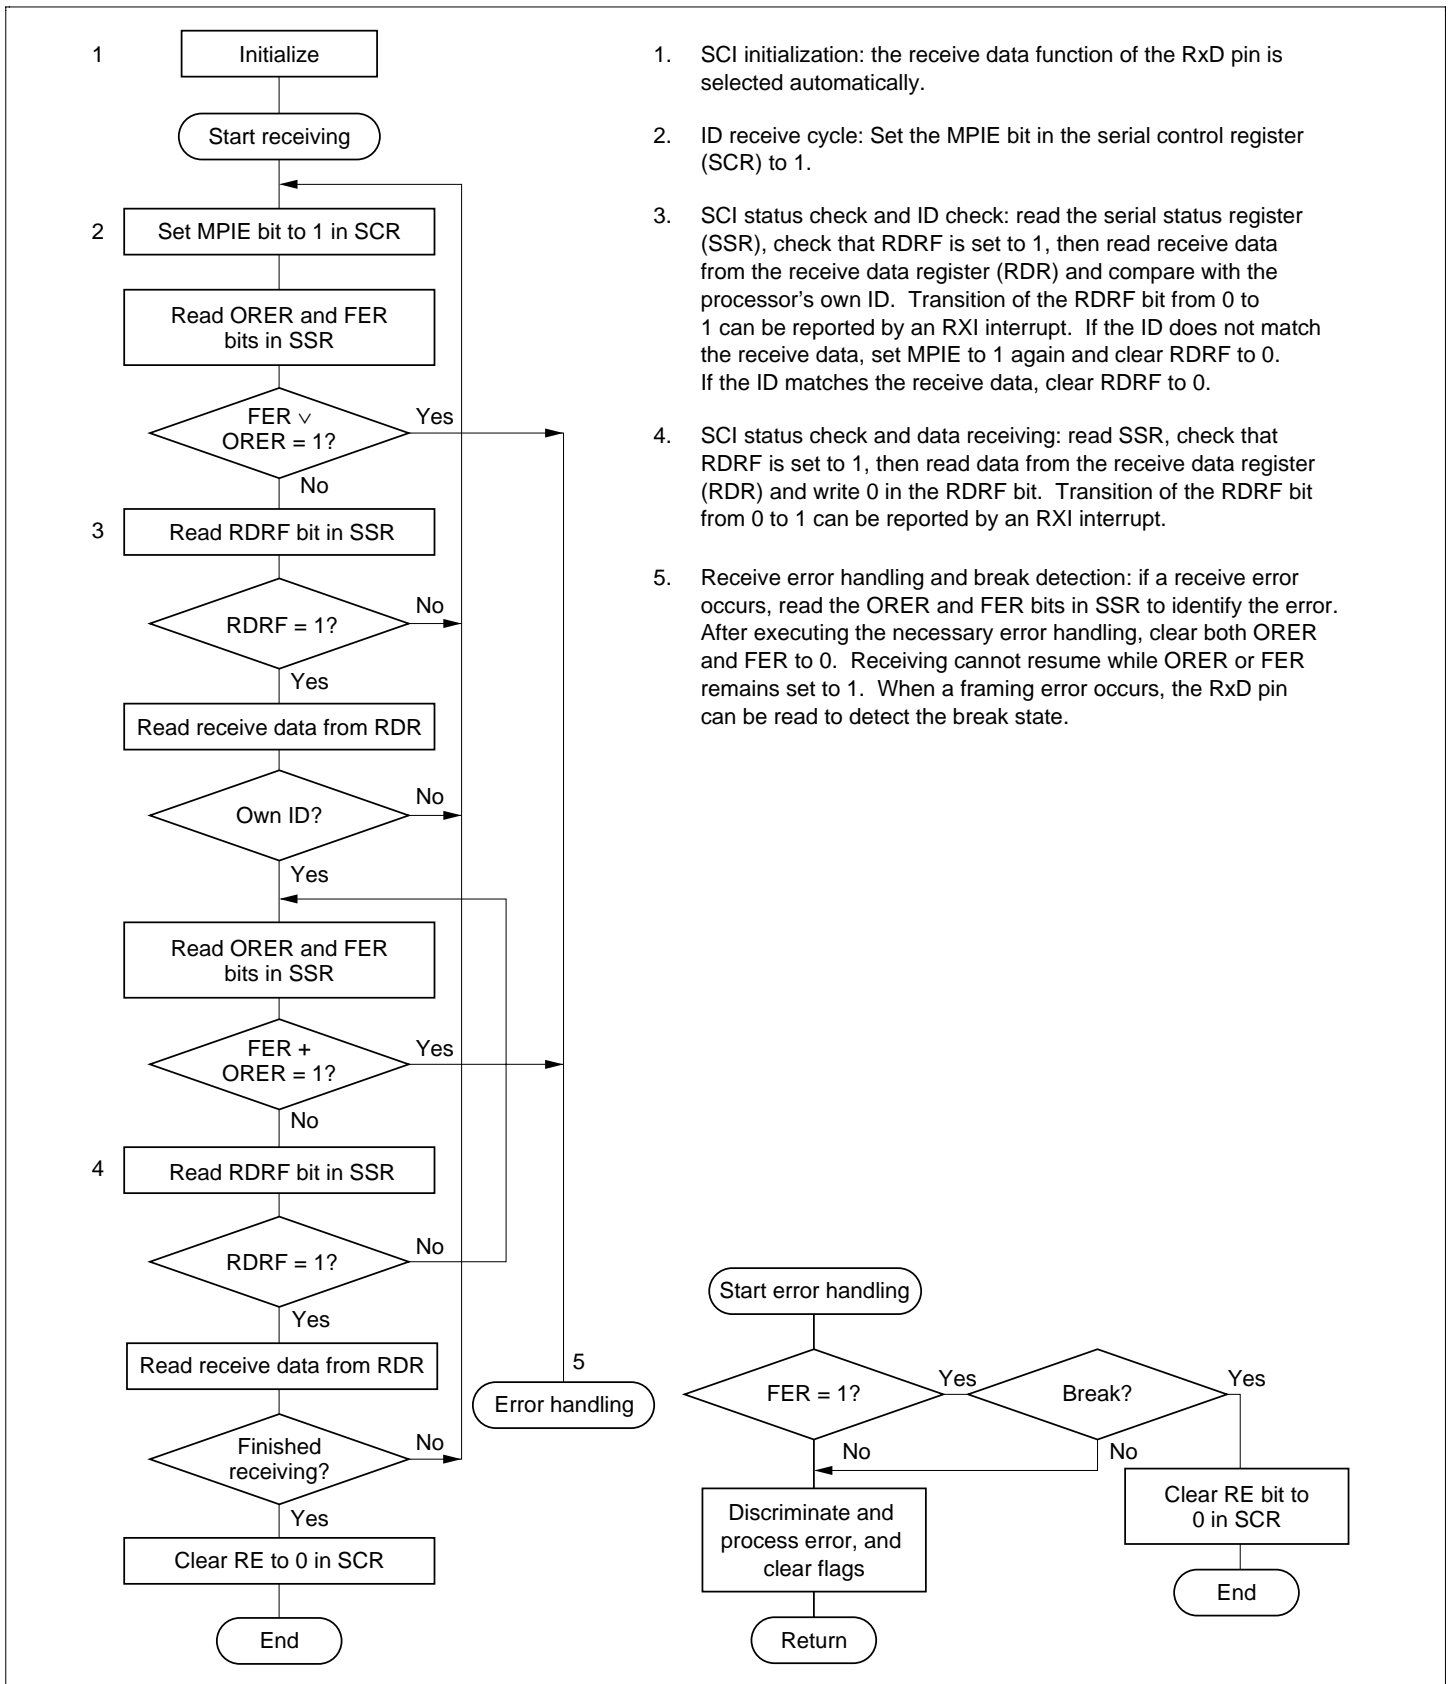 1
Initialize
Start receiving
2
Set MPIE bit to 1 in SCR
Read ORER and FER
bits in SSR
FER ∨
ORER = 1?
Yes
No
3
Read RDRF bit in SSR
RDRF = 1?
No
Yes
Read receive data from RDR
Own ID?
No
Yes
Read ORER and FER
bits in SSR
FER +
ORER = 1?
Yes
No
4
Read RDRF bit in SSR
RDRF = 1?
No
Yes
Read receive data from RDR
Finished
receiving?
No
Yes
Clear RE to 0 in SCR
End
5
Error handling
1. SCI initialization: the receive data function of the RxD pin is
selected automatically.
2. ID receive cycle: Set the MPIE bit in the serial control register
(SCR) to 1.
3. SCI status check and ID check: read the serial status register
(SSR), check that RDRF is set to 1, then read receive data
from the receive data register (RDR) and compare with the
processor's own ID. Transition of the RDRF bit from 0 to
1 can be reported by an RXI interrupt. If the ID does not match
the receive data, set MPIE to 1 again and clear RDRF to 0.
If the ID matches the receive data, clear RDRF to 0.
4. SCI status check and data receiving: read SSR, check that
RDRF is set to 1, then read data from the receive data register
(RDR) and write 0 in the RDRF bit. Transition of the RDRF bit
from 0 to 1 can be reported by an RXI interrupt.
5. Receive error handling and break detection: if a receive error
occurs, read the ORER and FER bits in SSR to identify the error.
After executing the necessary error handling, clear both ORER
and FER to 0. Receiving cannot resume while ORER or FER
remains set to 1. When a framing error occurs, the RxD pin
can be read to detect the break state.
Start error handling
FER = 1?
Yes
No
Break?
Yes
No
Discriminate and
process error, and
clear flags
Return
Clear RE bit to
0 in SCR
End